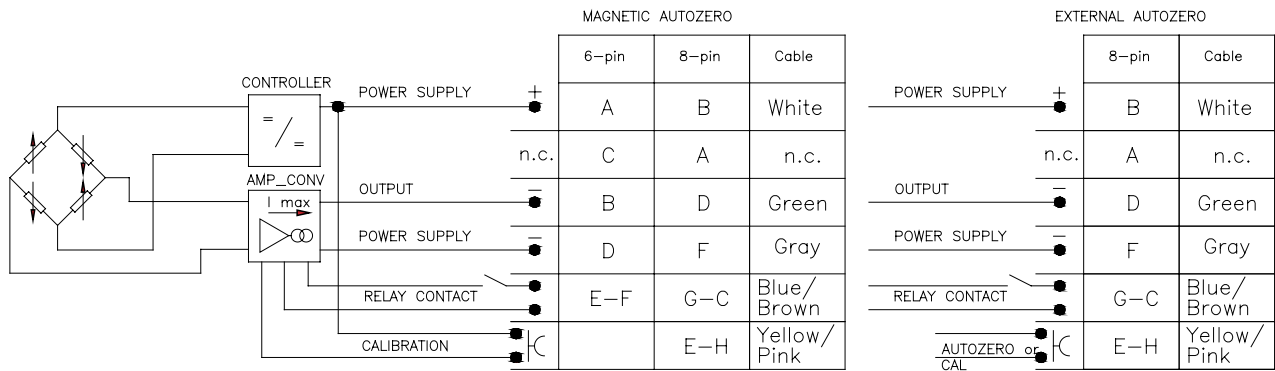 MAGNETIC AUTOZERO
6-pin 8-pin Cable
CONTROLLER
= / =
POWER SUPPLY + A B White
n.c. C A n.c.
AMP_CONV
I max
OUTPUT – B D Green
POWER SUPPLY – D F Gray
RELAY CONTACT E-F G-C Blue/
Brown
CALIBRATION E-H Yellow/
Pink
EXTERNAL AUTOZERO
8-pin Cable
POWER SUPPLY + B White
n.c. A n.c.
OUTPUT – D Green
POWER SUPPLY – F Gray
RELAY CONTACT G-C Blue/
Brown
AUTOZERO or
CAL
E-H Yellow/
Pink